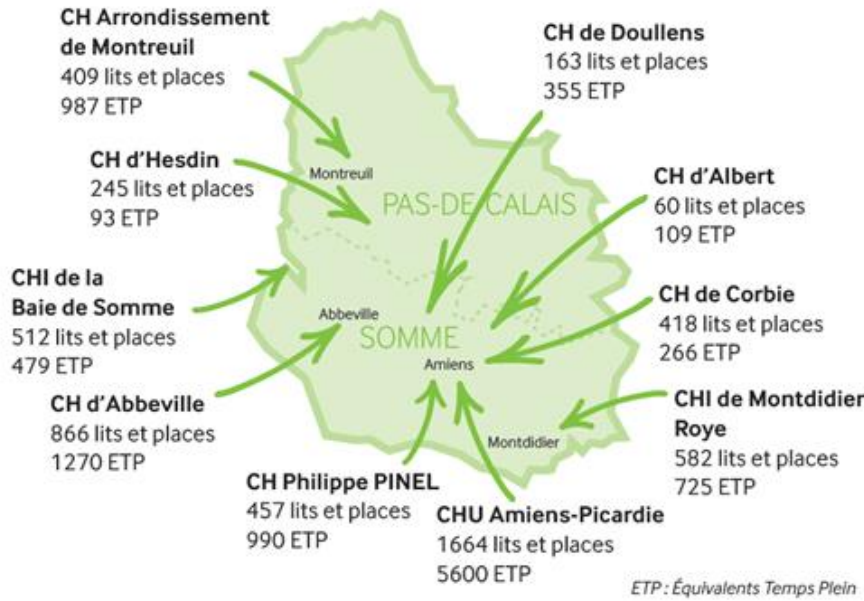 CH Arrondissement
de Montreuil
409 lits et places
987 ETP
CH de Doullens
163 lits et places
355 ETP
CH d'Hesdin
245 lits et places
93 ETP
Montreuil
PAS-DE-CALAIS
CH d'Albert
60 lits et places
109 ETP
CHI de la
Baie de Somme
512 lits et places
479 ETP
Abbeville
SOMME
Amiens
CH de Corbie
418 lits et places
266 ETP
CH d'Abbeville
866 lits et places
1270 ETP
Montdidier
CHI de Montdidier
Roye
582 lits et places
725 ETP
CH Philippe PINEL
457 lits et places
990 ETP
CHU Amiens-Picardie
1664 lits et places
5600 ETP
ETP : Équivalents Temps Plein